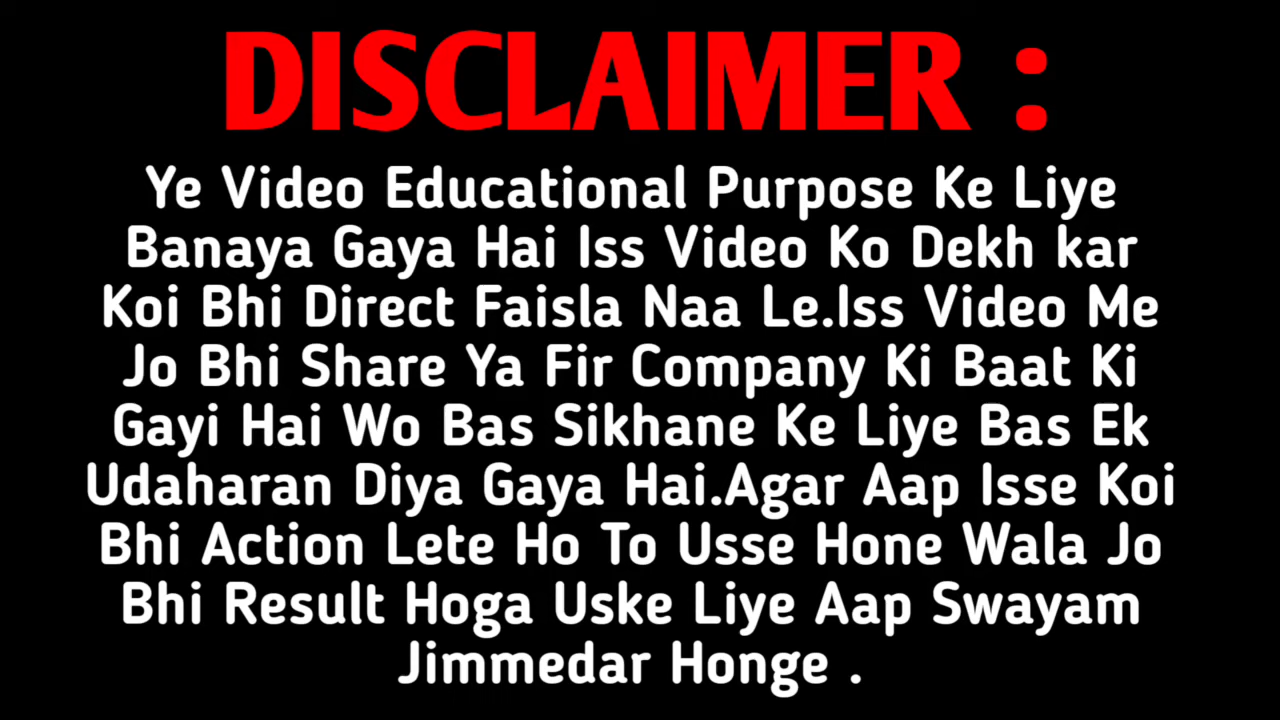 DISCLAIMER :
Ye Video Educational Purpose Ke Liye
Banaya Gaya Hai Iss Video Ko Dekh kar
Koi Bhi Direct Faisla Naa Le.Iss Video Me
Jo Bhi Share Ya Fir Company Ki Baat Ki
Gayi Hai Wo Bas Sikhane Ke Liye Bas Ek
Udaharan Diya Gaya Hai.Agar Aap Isse Koi
Bhi Action Lete Ho To Usse Hone Wala Jo
Bhi Result Hoga Uske Liye Aap Swayam
Jimmedar Honge .